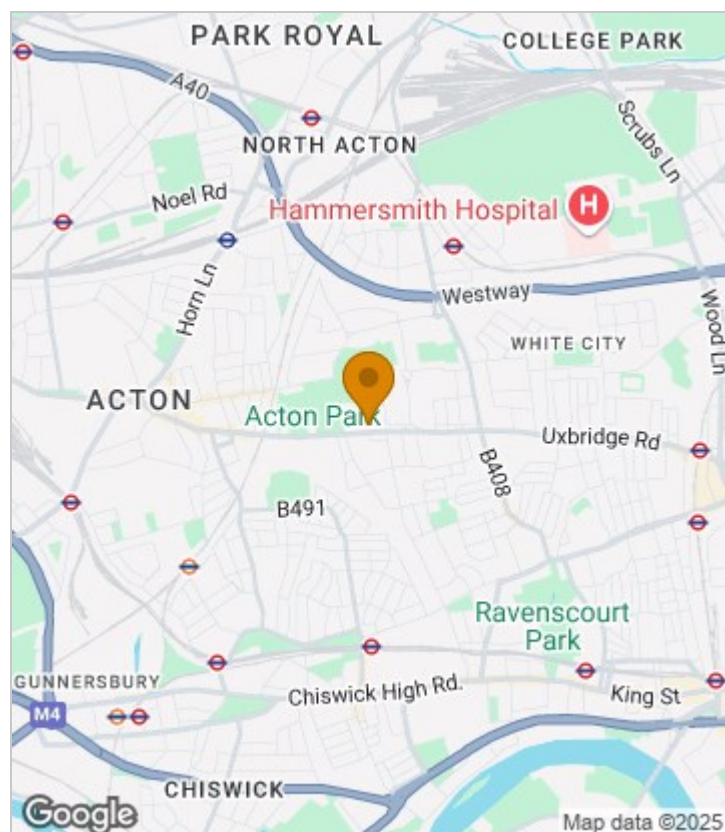 PARK ROYAL
COLLEGE PARK
A40
Scrubs Ln
NORTH ACTON
Noel Rd
Hammersmith Hospital
H
Horn Ln
Westway
Wood Ln
WHITE CITY
ACTON
Acton Park
Uxbridge Rd
B408
B491
Ravenscourt
Park
GUNNERSBURY
Chiswick High Rd.
King St
M4
CHISWICK
Google
Map data ©2025